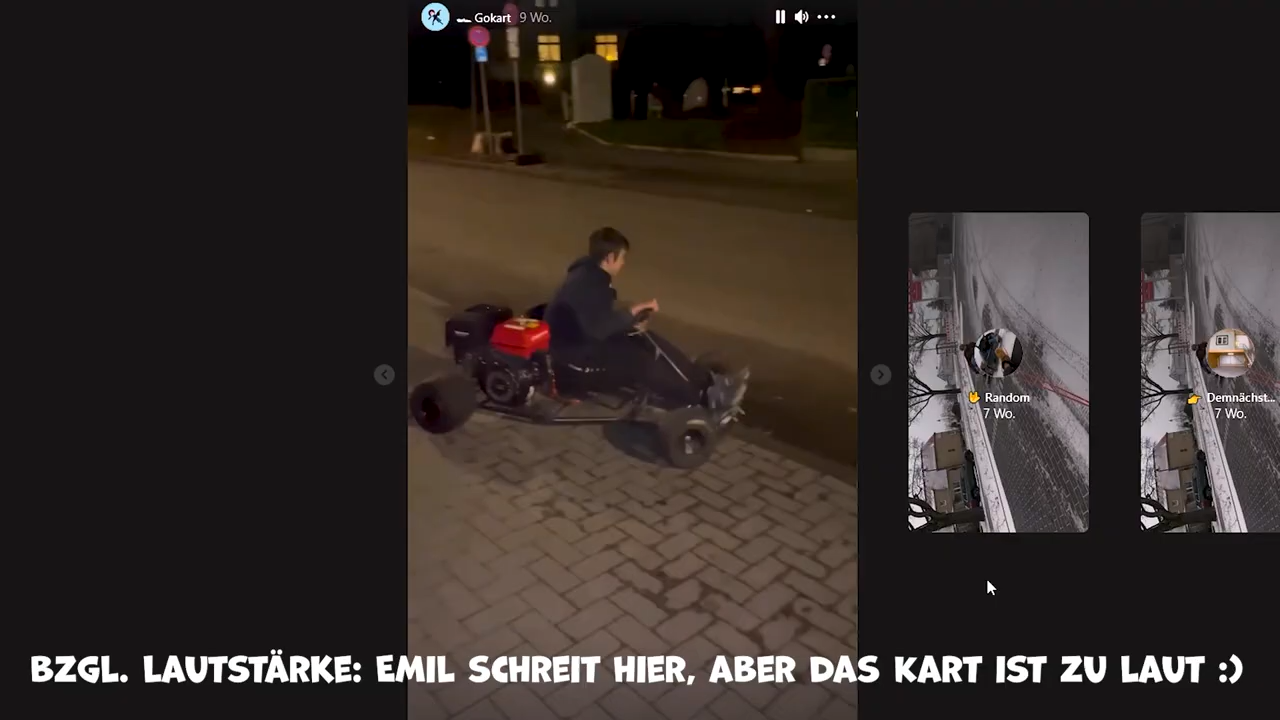 Gokart 9 Wo.
🤟 Random
7 Wo.
👉 Demnächst...
7 Wo.
BZGL. LAUTSTÄRKE: EMIL SCHREIT HIER, ABER DAS KART IST ZU LAUT :)